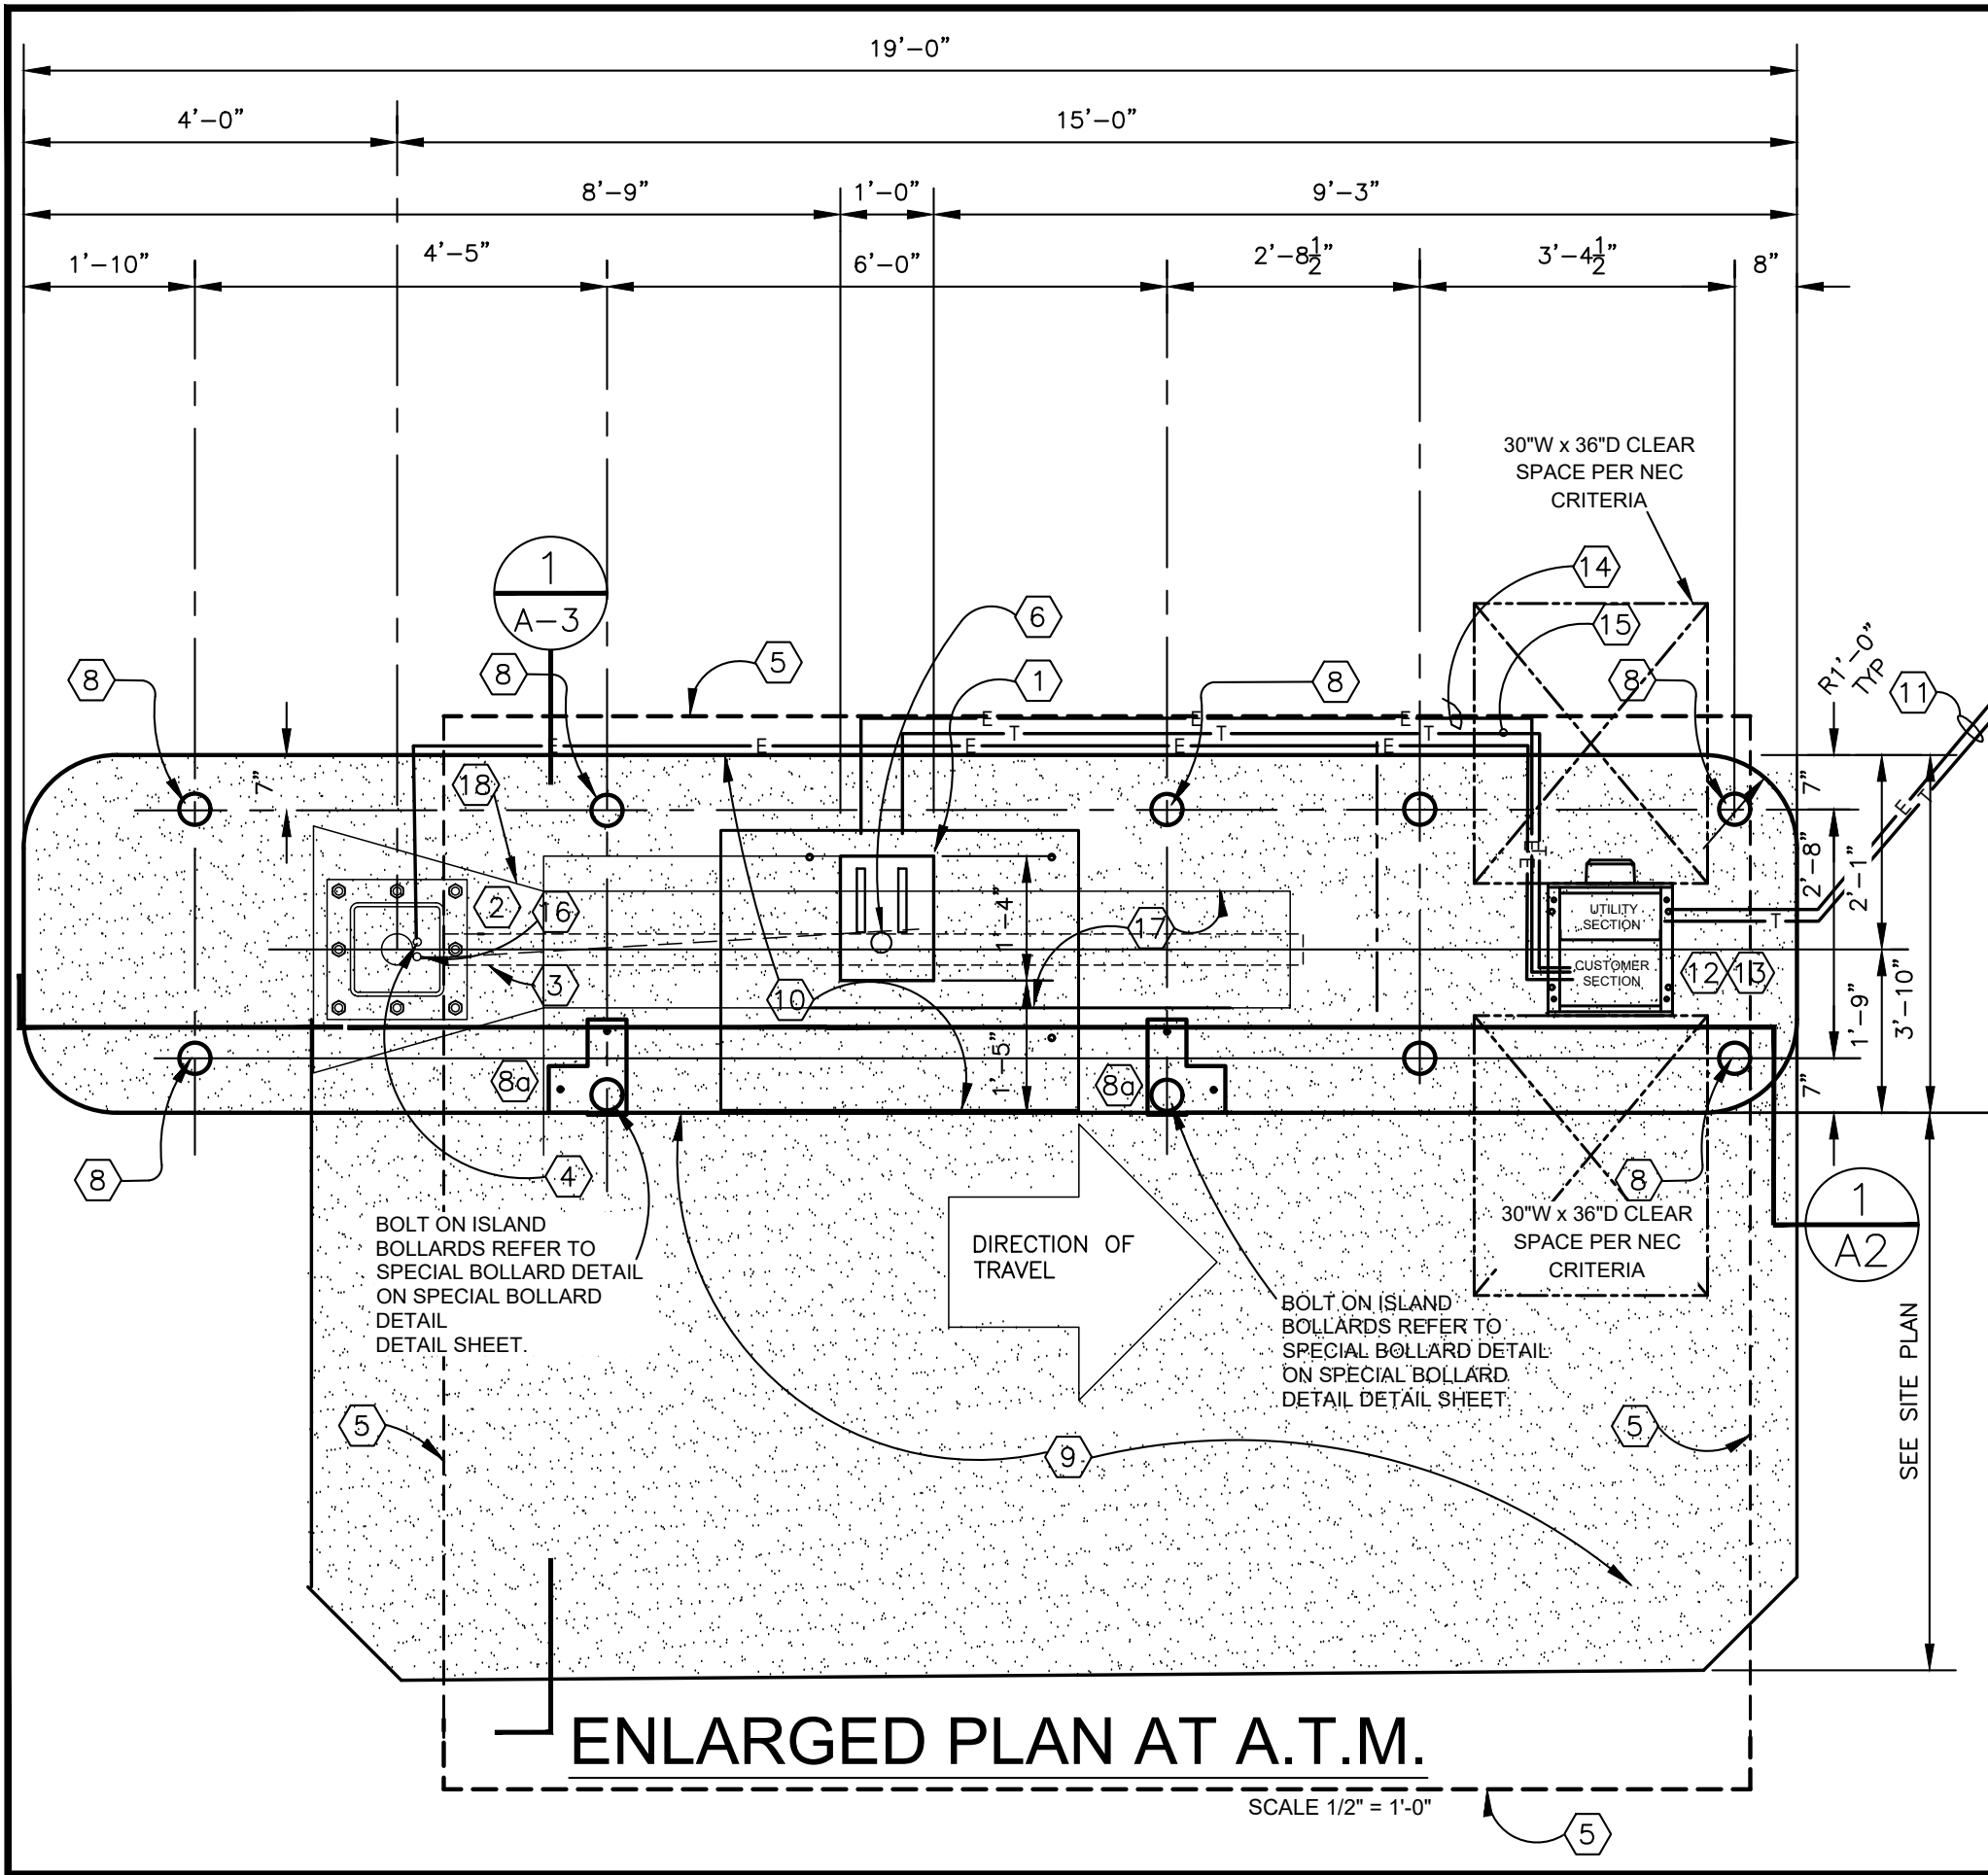 19'-0"
4'-0" 15'-0"
8'-9" 1'-0" 9'-3"
1'-10" 4'-5" 6'-0" 2'-8½" 3'-4½" 8"
30"W x 36"D CLEAR
SPACE PER NEC
CRITERIA
1
A-3
14
6
15
8
8
5
1
8
8
R1'-0"
TYP
11
E E E
T T T
E E E E
7"
18
7"
E
T
T
E
2'-8"
2'-1"
2
16
1'-4"
17
UTILITY
SECTION
T
3
10
CUSTOMER
SECTION
12
13
1'-9"
3'-10"
8a
1'-5"
8a
7"
8
4
8
1
A2
BOLT ON ISLAND
BOLLARDS REFER TO
SPECIAL BOLLARD DETAIL
ON SPECIAL BOLLARD
DETAIL
DETAIL SHEET.
DIRECTION OF
TRAVEL
30"W x 36"D CLEAR
SPACE PER NEC
CRITERIA
BOLT ON ISLAND
BOLLARDS REFER TO
SPECIAL BOLLARD DETAIL
ON SPECIAL BOLLARD
DETAIL DETAIL SHEET
SEE SITE PLAN
5
9
5
ENLARGED PLAN AT A.T.M.
SCALE 1/2" = 1'-0"
5